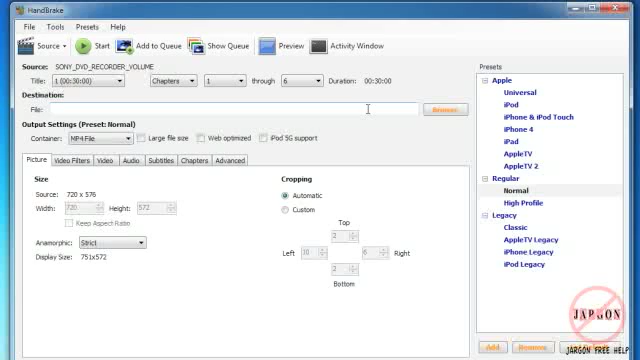 HandBrake
File Tools Presets Help
Source Start Add to Queue Show Queue Preview Activity Window
Source: SONY_DVD_RECORDER_VOLUME
Title: 1 (00:30:00) Chapters 1 through 6 Duration: 00:30:00
Destination:
File: Browse
Output Settings (Preset: Normal)
Container: MP4 File Large file size Web optimized iPod 5G support
Picture Video Filters Video Audio Subtitles Chapters Advanced
Size
Source: 720 x 576
Width: 720 Height: 572
Keep Aspect Ratio
Anamorphic: Strict
Display Size: 751x572
Cropping
Automatic
Custom
Top
2
Left 10 6 Right
2
Bottom
Presets
Apple
Universal
iPod
iPhone & iPod Touch
iPhone 4
iPad
AppleTV
AppleTV 2
Regular
Normal
High Profile
Legacy
Classic
AppleTV Legacy
iPhone Legacy
iPod Legacy
Add Remove
JARGON
JARGON FREE HELP